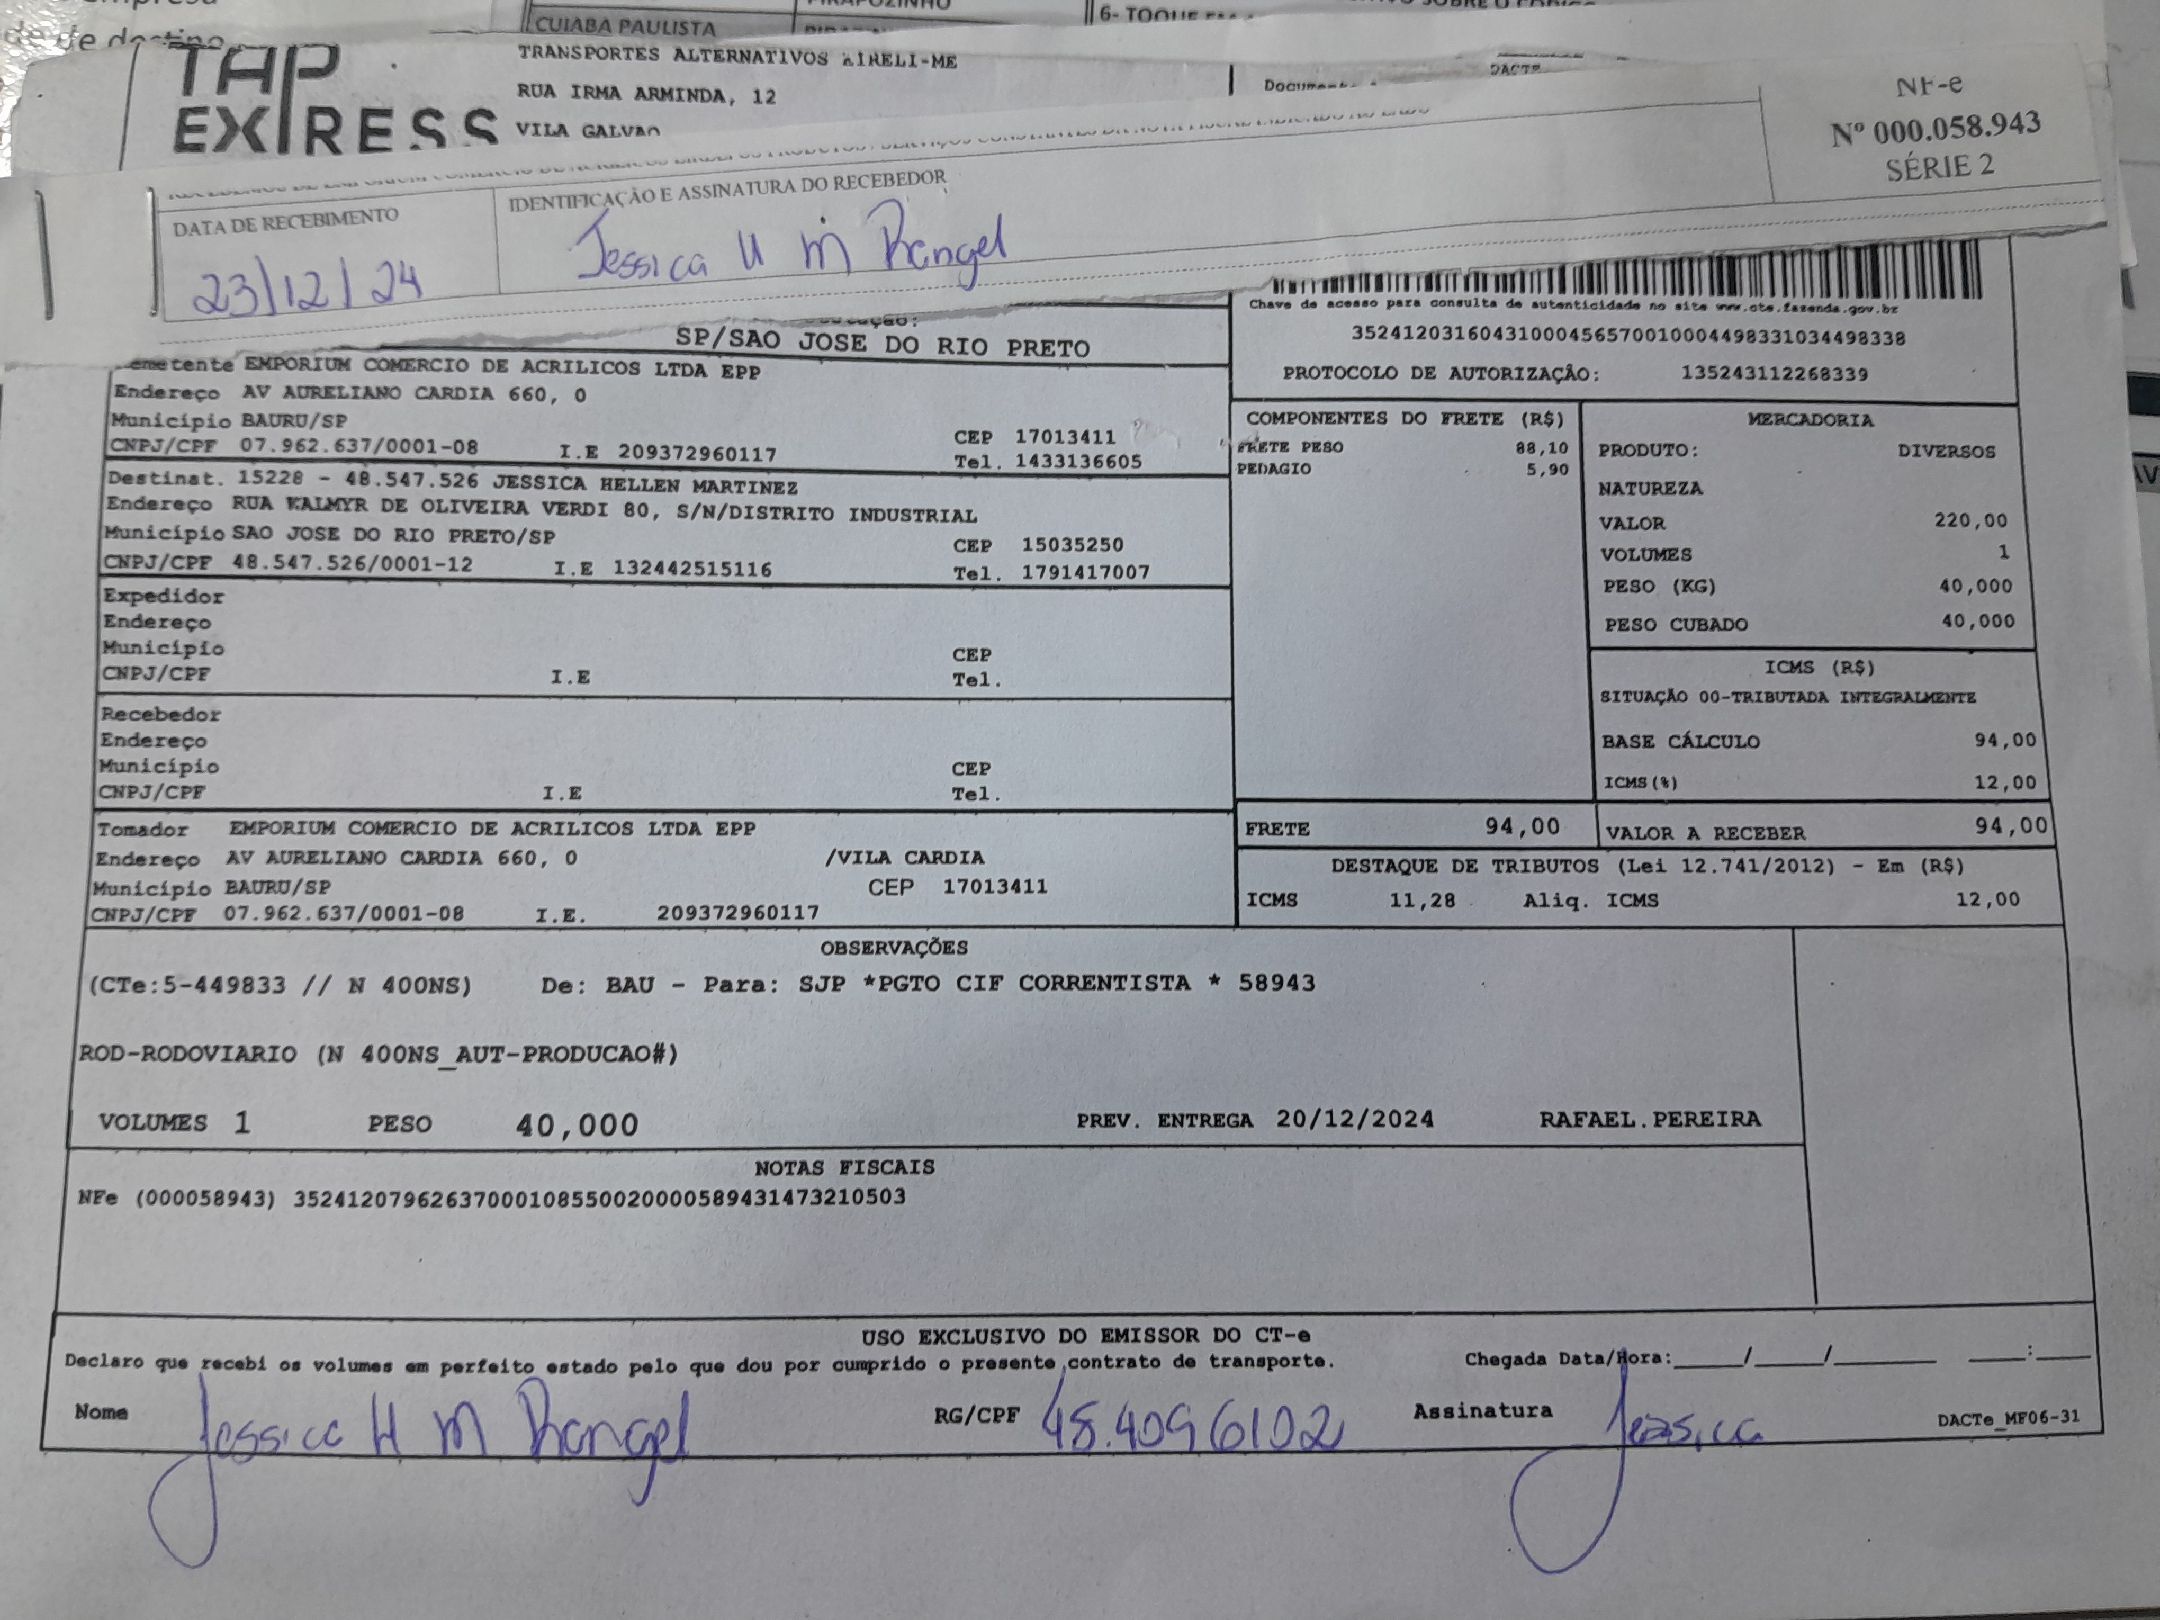 CUIABA PAULISTA
TAP
EXPRESS
TRANSPORTES ALTERNATIVOS EIRELI-ME
RUA IRMA ARMINDA, 12
VILA GALVAO
DACTE
NF-e
Nº 000.058.943
SÉRIE 2
DATA DE RECEBIMENTO
23/12/24
IDENTIFICAÇÃO E ASSINATURA DO RECEBEDOR
Jessica H M Rangel
SP/SAO JOSE DO RIO PRETO
Chave de acesso para consulta de autenticidade no site www.cte.fazenda.gov.br
35241203160431000456570010004498331034498338
PROTOCOLO DE AUTORIZAÇÃO: 135243112268339
Remetente EMPORIUM COMERCIO DE ACRILICOS LTDA EPP
Endereço AV AURELIANO CARDIA 660, 0
Município BAURU/SP CEP 17013411
CNPJ/CPF 07.962.637/0001-08 I.E 209372960117 Tel. 1433136605
Destinat. 15228 - 48.547.526 JESSICA HELLEN MARTINEZ
Endereço RUA WALMYR DE OLIVEIRA VERDI 80, S/N/DISTRITO INDUSTRIAL
Município SAO JOSE DO RIO PRETO/SP CEP 15035250
CNPJ/CPF 48.547.526/0001-12 I.E 132442515116 Tel. 1791417007
Expedidor
Endereço
Município CEP
CNPJ/CPF I.E Tel.
Recebedor
Endereço
Município CEP
CNPJ/CPF I.E Tel.
Tomador EMPORIUM COMERCIO DE ACRILICOS LTDA EPP
Endereço AV AURELIANO CARDIA 660, 0 /VILA CARDIA
Município BAURU/SP CEP 17013411
CNPJ/CPF 07.962.637/0001-08 I.E. 209372960117
COMPONENTES DO FRETE (R$)
FRETE PESO 88,10
PEDAGIO 5,90
MERCADORIA
PRODUTO: DIVERSOS
NATUREZA
VALOR 220,00
VOLUMES 1
PESO (KG) 40,000
PESO CUBADO 40,000
ICMS (R$)
SITUAÇÃO 00-TRIBUTADA INTEGRALMENTE
BASE CÁLCULO 94,00
ICMS(%) 12,00
FRETE 94,00 VALOR A RECEBER 94,00
DESTAQUE DE TRIBUTOS (Lei 12.741/2012) - Em (R$)
ICMS 11,28 Aliq. ICMS 12,00
OBSERVAÇÕES
(CTe:5-449833 // N 400NS) De: BAU - Para: SJP *PGTO CIF CORRENTISTA * 58943
ROD-RODOVIARIO (N 400NS_AUT-PRODUCAO#)
VOLUMES 1 PESO 40,000 PREV. ENTREGA 20/12/2024 RAFAEL.PEREIRA
NOTAS FISCAIS
NFe (000058943) 35241207962637000108550020000589431473210503
USO EXCLUSIVO DO EMISSOR DO CT-e
Declaro que recebi os volumes em perfeito estado pelo que dou por cumprido o presente contrato de transporte. Chegada Data/Hora:____/____/______ ___:___
Nome Jessica H M Rangel RG/CPF 48.4096102 Assinatura Jessica DACTe_MF06-31